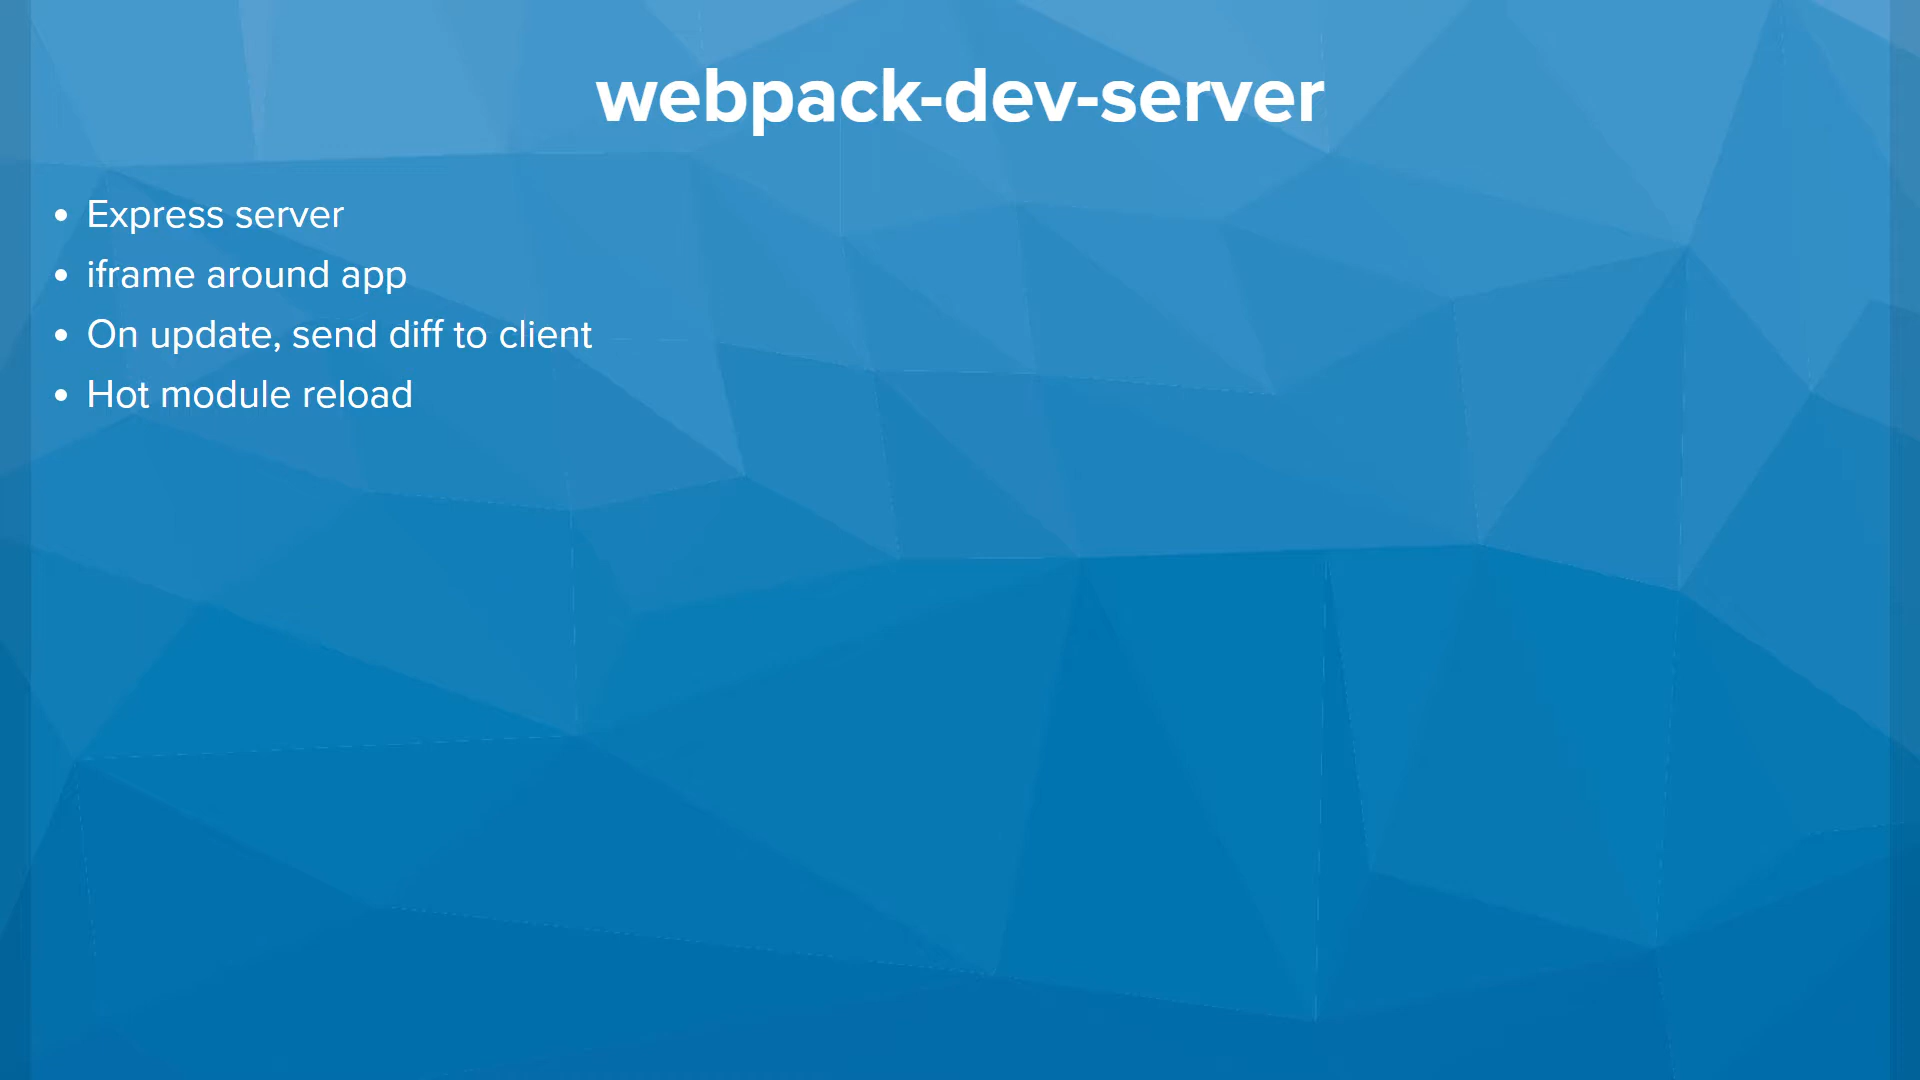 webpack-dev-server
• Express server
• iframe around app
• On update, send diff to client
• Hot module reload